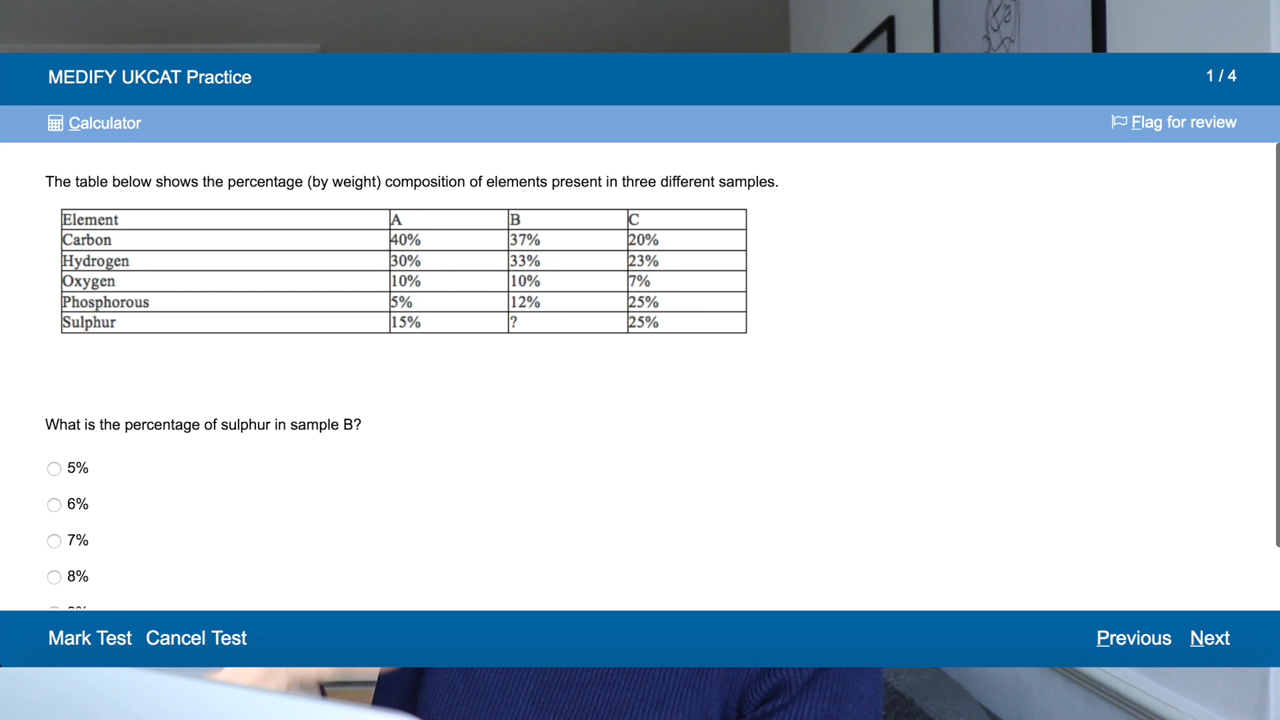 MEDIFY UKCAT Practice 1 / 4
Calculator Flag for review
The table below shows the percentage (by weight) composition of elements present in three different samples.
Element A B C
Carbon 40% 37% 20%
Hydrogen 30% 33% 23%
Oxygen 10% 10% 7%
Phosphorous 5% 12% 25%
Sulphur 15% ? 25%
What is the percentage of sulphur in sample B?
5%
6%
7%
8%
Mark Test Cancel Test Previous Next